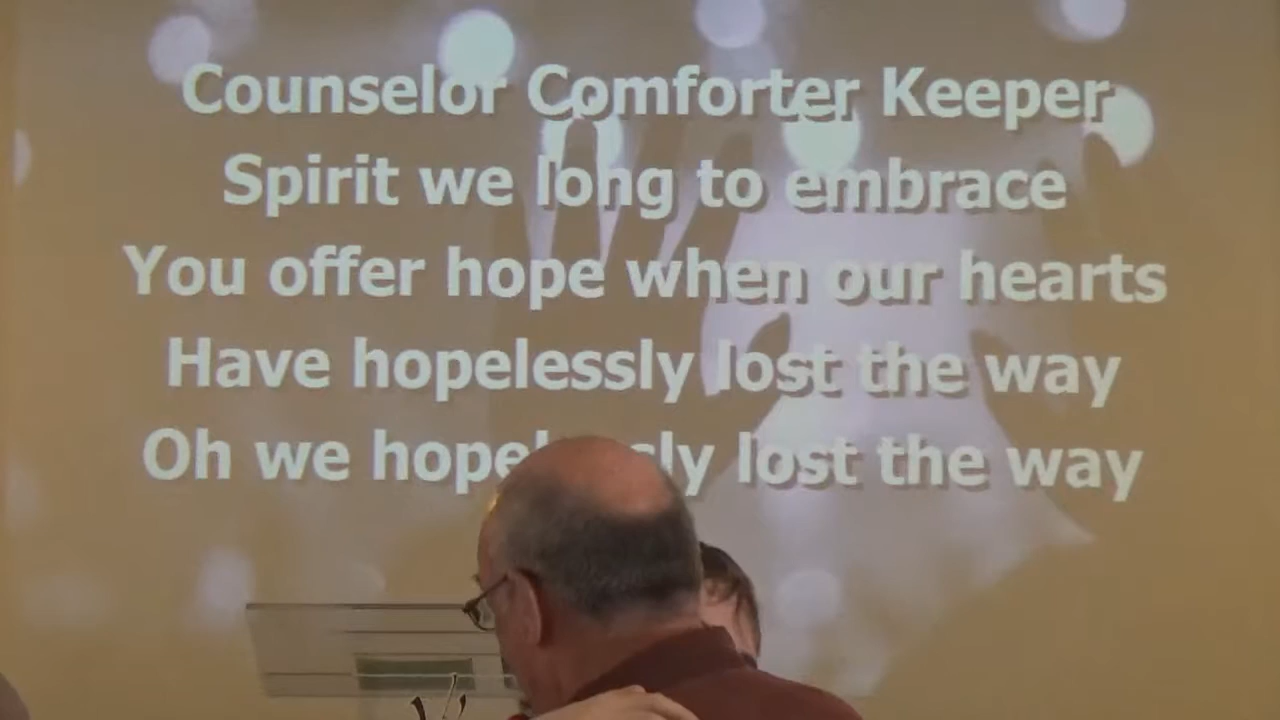 Counselor Comforter Keeper
Spirit we long to embrace
You offer hope when our hearts
Have hopelessly lost the way
Oh we hopelessly lost the way